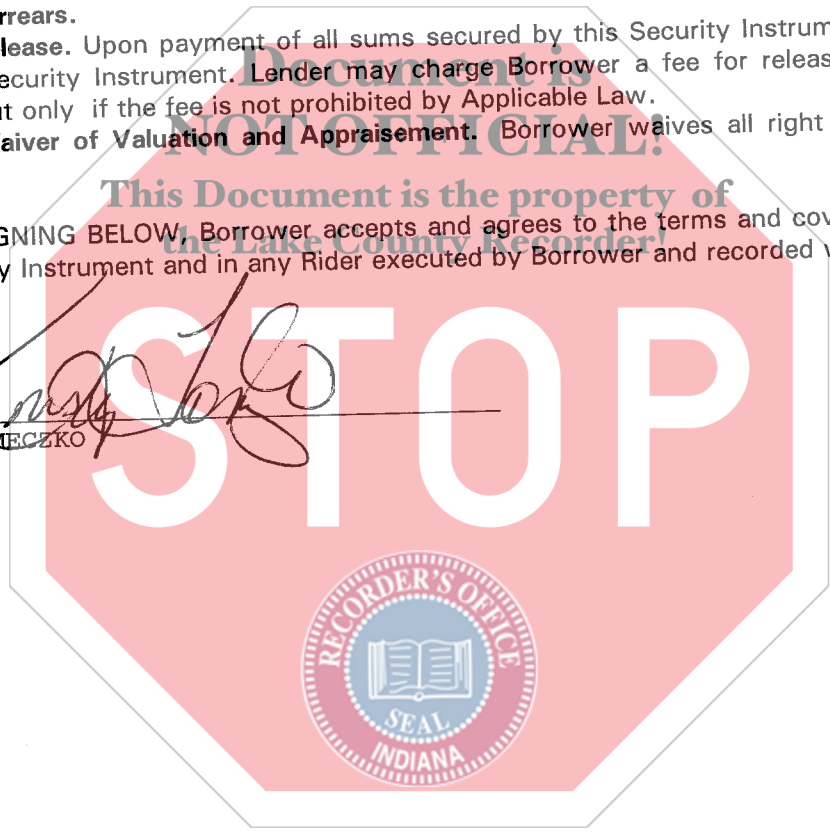 rrears.
lease. Upon payment of all sums secured by this Security Instrum
ecurity Instrument. Lender may charge Borrower a fee for releas
t only if the fee is not prohibited by Applicable Law.
aiver of Valuation and Appraisement. Borrower waives all right
Document is
NOT OFFICIAL!
This Document is the property of
the Lake County Recorder!
GNING BELOW, Borrower accepts and agrees to the terms and cov
y Instrument and in any Rider executed by Borrower and recorded
MECZKO
STOP
RECORDER'S OFFICE
SEAL
INDIANA